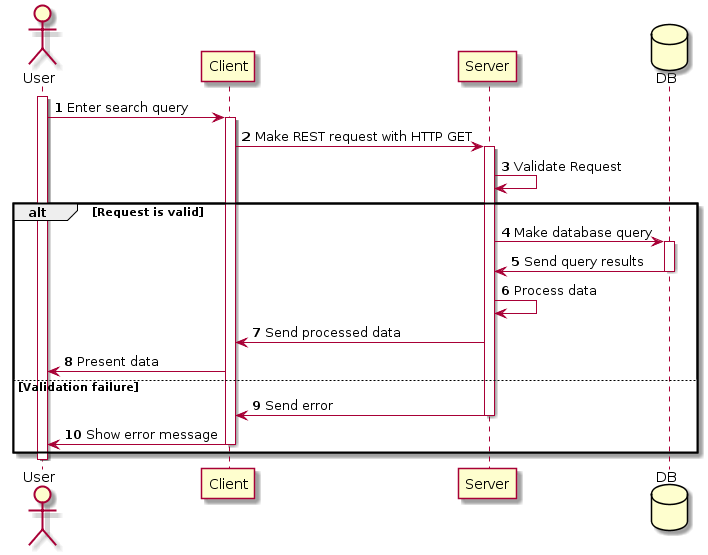 User
Client
Server
DB
1 Enter search query
2 Make REST request with HTTP GET
3 Validate Request
alt [Request is valid]
4 Make database query
5 Send query results
6 Process data
7 Send processed data
8 Present data
[Validation failure]
9 Send error
10 Show error message
User
Client
Server
DB